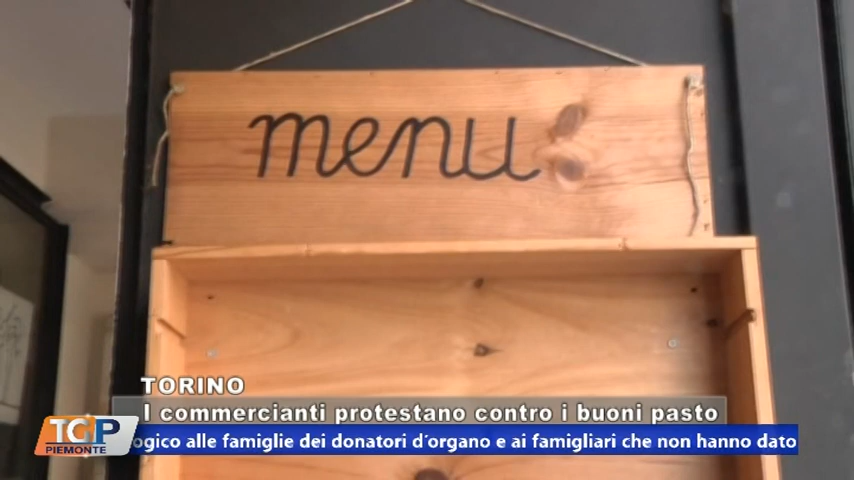 menu
TORINO
I commercianti protestano contro i buoni pasto
TGP
PIEMONTE
ogico alle famiglie dei donatori d'organo e ai famigliari che non hanno dato